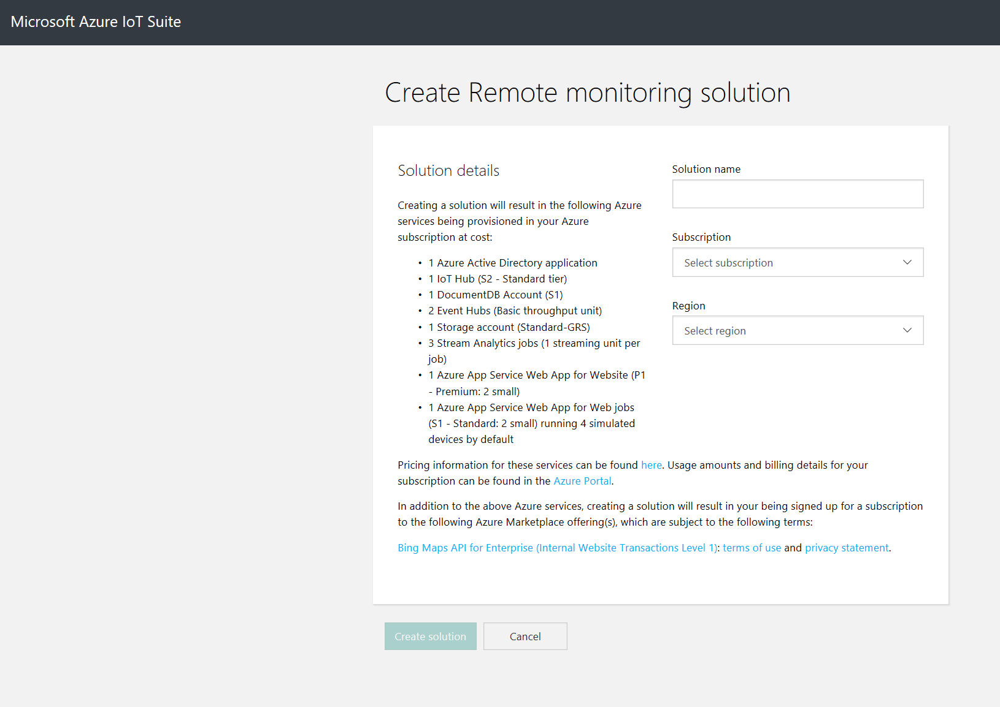 Microsoft Azure IoT Suite
Create Remote monitoring solution
Solution details
Creating a solution will result in the following Azure
services being provisioned in your Azure
subscription at cost:
• 1 Azure Active Directory application
• 1 IoT Hub (S2 - Standard tier)
• 1 DocumentDB Account (S1)
• 2 Event Hubs (Basic throughput unit)
• 1 Storage account (Standard-GRS)
• 3 Stream Analytics jobs (1 streaming unit per
job)
• 1 Azure App Service Web App for Website (P1
- Premium: 2 small)
• 1 Azure App Service Web App for Web jobs
(S1 - Standard: 2 small) running 4 simulated
devices by default
Solution name
Subscription
Select subscription
Region
Select region
Pricing information for these services can be found here. Usage amounts and billing details for your
subscription can be found in the Azure Portal.
In addition to the above Azure services, creating a solution will result in your being signed up for a subscription
to the following Azure Marketplace offering(s), which are subject to the following terms:
Bing Maps API for Enterprise (Internal Website Transactions Level 1): terms of use and privacy statement.
Create solution
Cancel